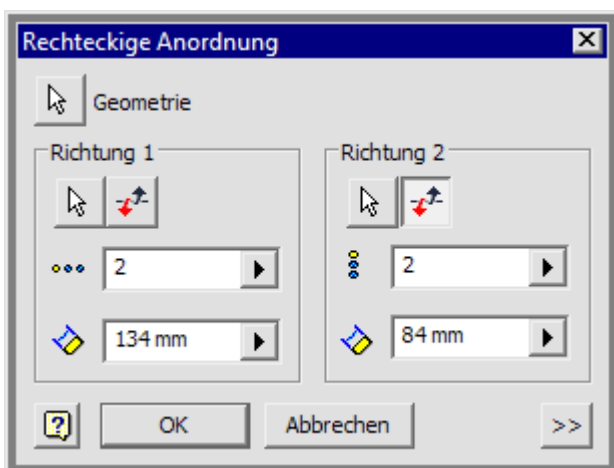 Rechteckige Anordnung
Geometrie
Richtung 1
Richtung 2
2
2
134 mm
84 mm
OK
Abbrechen
>>